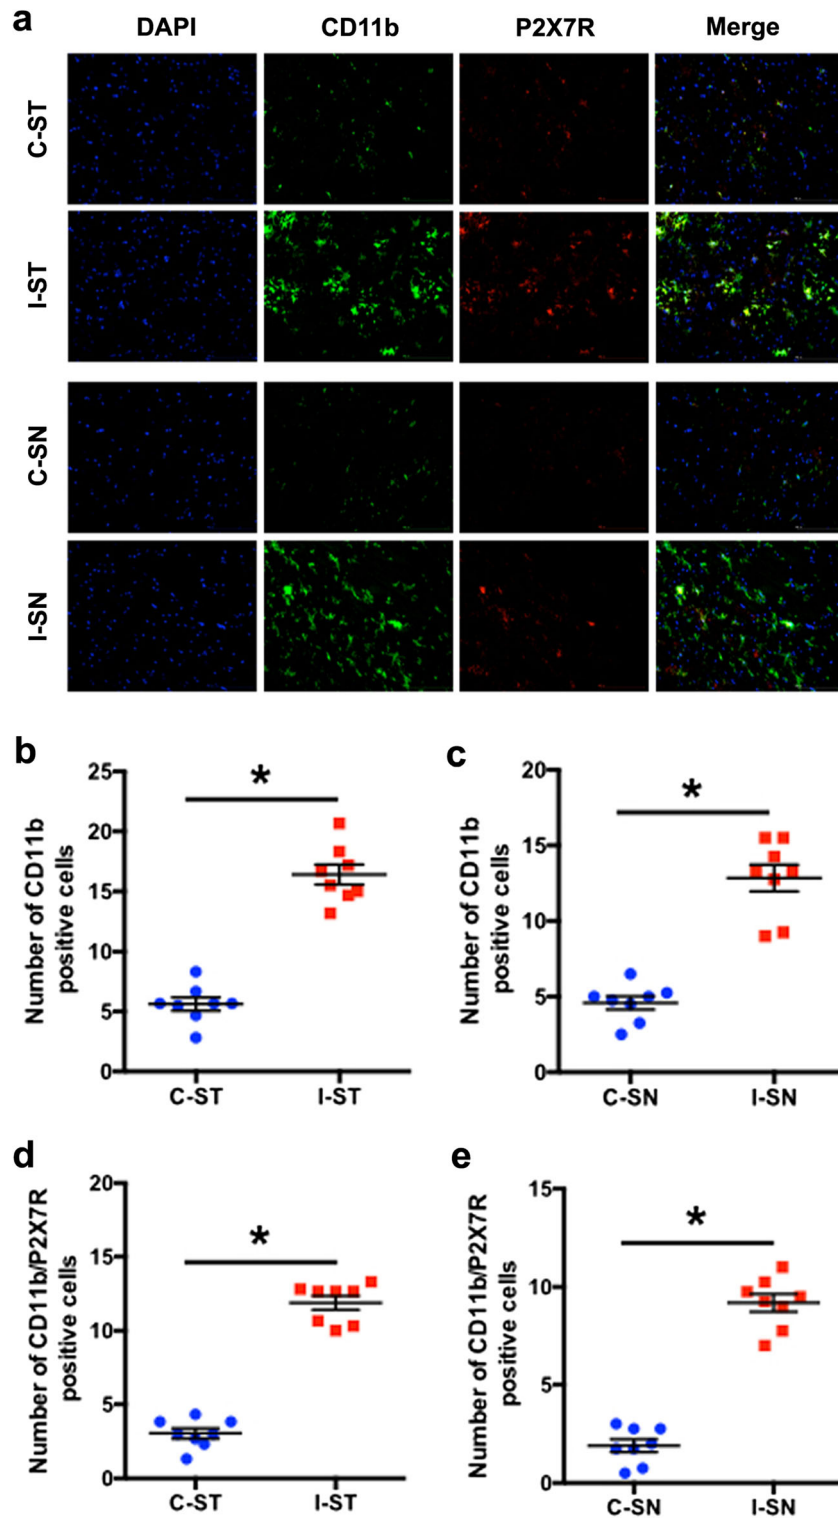 a
DAPI CD11b P2X7R Merge
C-ST
I-ST
C-SN
I-SN
b
Number of CD11b
positive cells
25
20
15
10
5
0
*
C-ST I-ST
c
Number of CD11b
positive cells
20
15
10
5
0
*
C-SN I-SN
d
Number of CD11b/P2X7R
positive cells
20
15
10
5
0
*
C-ST I-ST
e
Number of CD11b/P2X7R
positive cells
15
10
5
0
*
C-SN I-SN